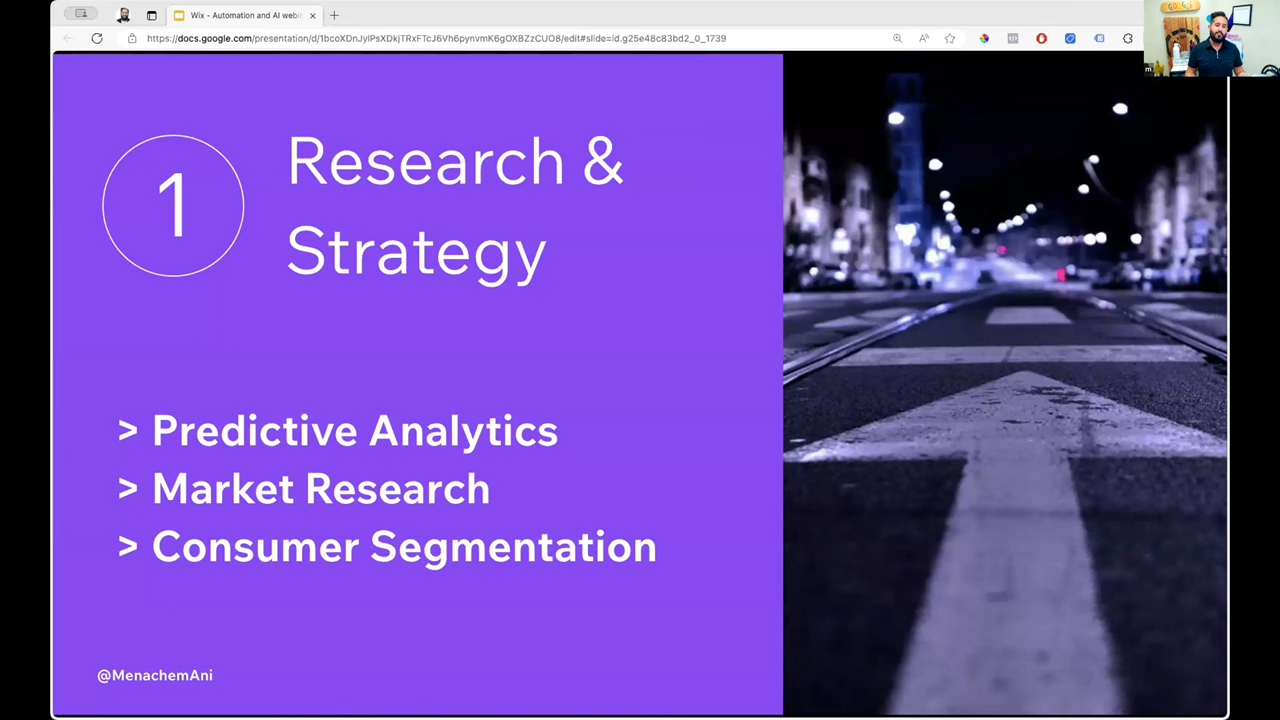 Wix - Automation and AI webin
https://docs.google.com/presentation/d/1bcoXDnJylPsXDkjTRxFTcJ6Vh6pynvmK6gOXBZzCUO8/edit#slide=id.g25e48c83bd2_0_1739
1
Research &
Strategy
> Predictive Analytics
> Market Research
> Consumer Segmentation
@MenachemAni